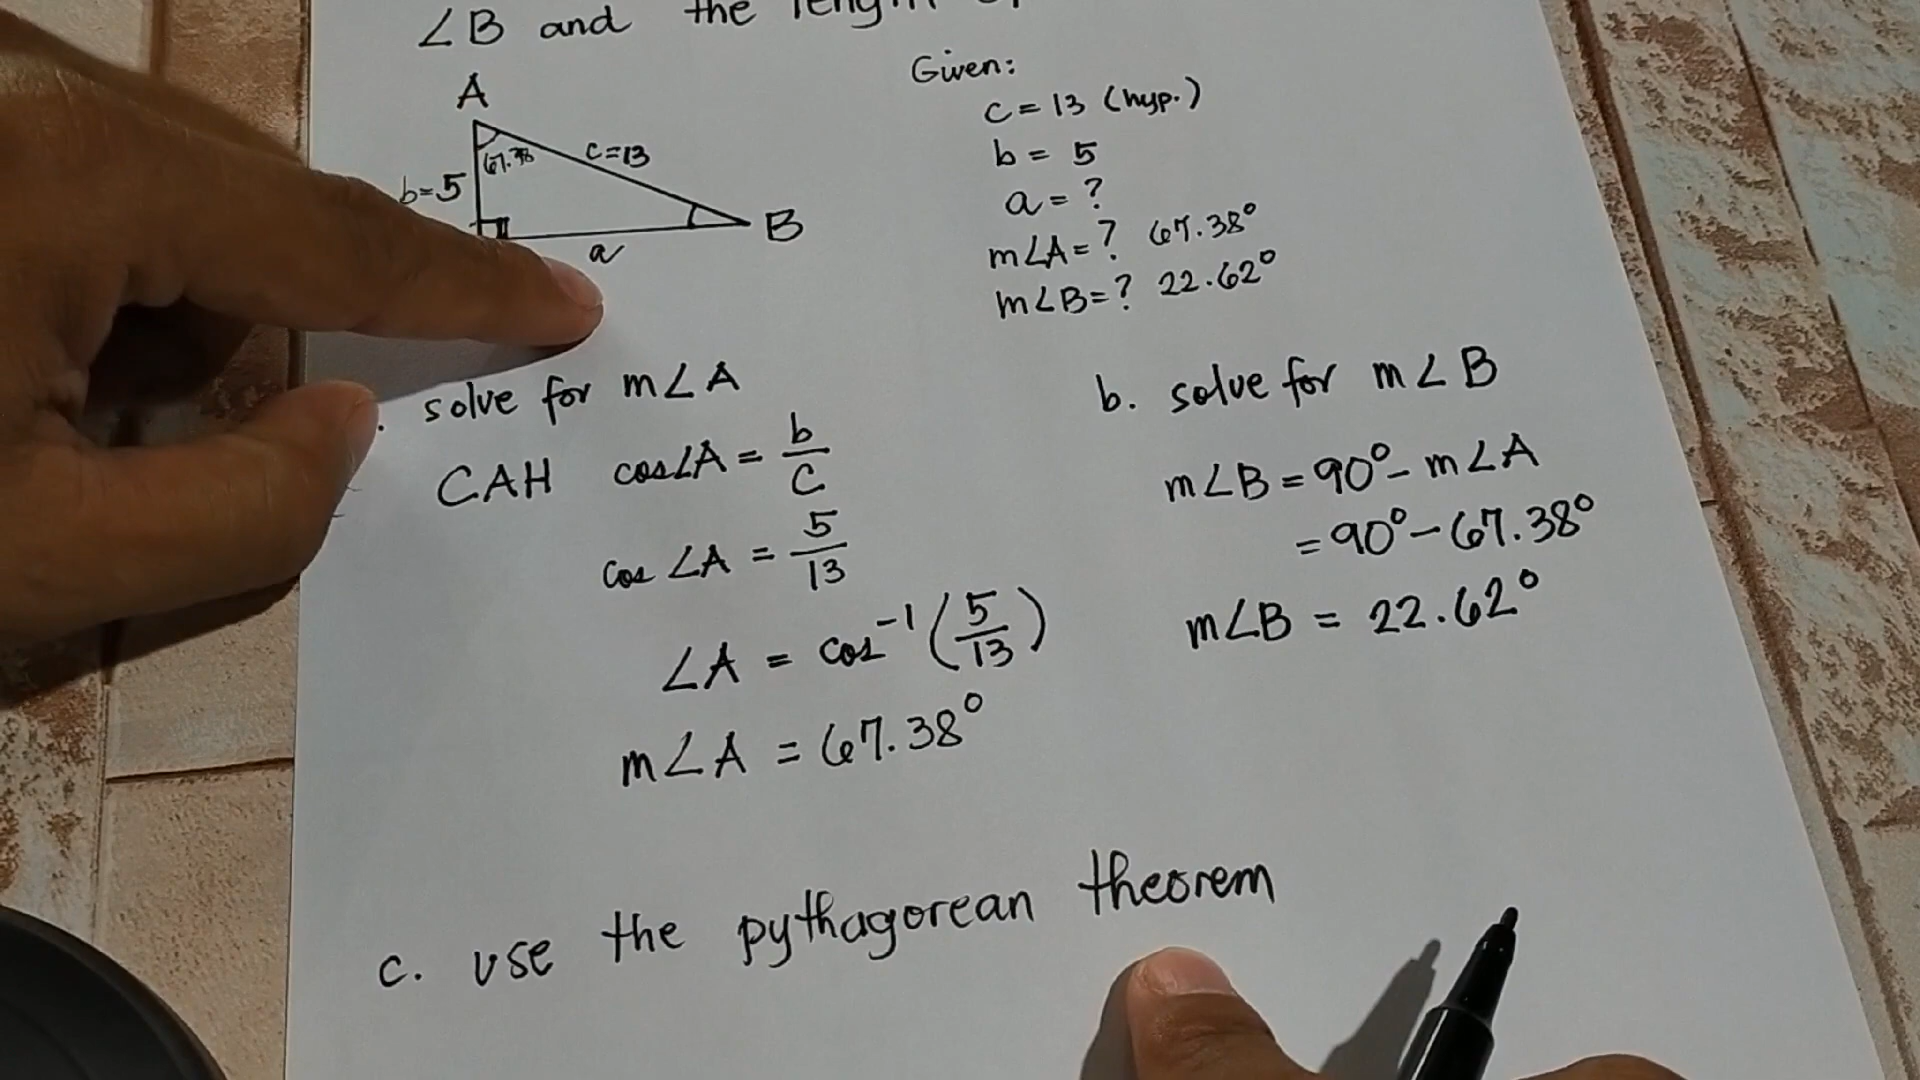 ∠B and the length
A
67.38
c=13
b=5
B
a
Given:
c = 13 (hyp.)
b = 5
a = ?
m∠A = ? 67.38°
m∠B = ? 22.62°
. solve for m∠A
CAH cos∠A = b/c
cos ∠A = 5/13
∠A = cos⁻¹(5/13)
m∠A = 67.38°
b. solve for m∠B
m∠B = 90° - m∠A
= 90° - 67.38°
m∠B = 22.62°
c. use the pythagorean theorem